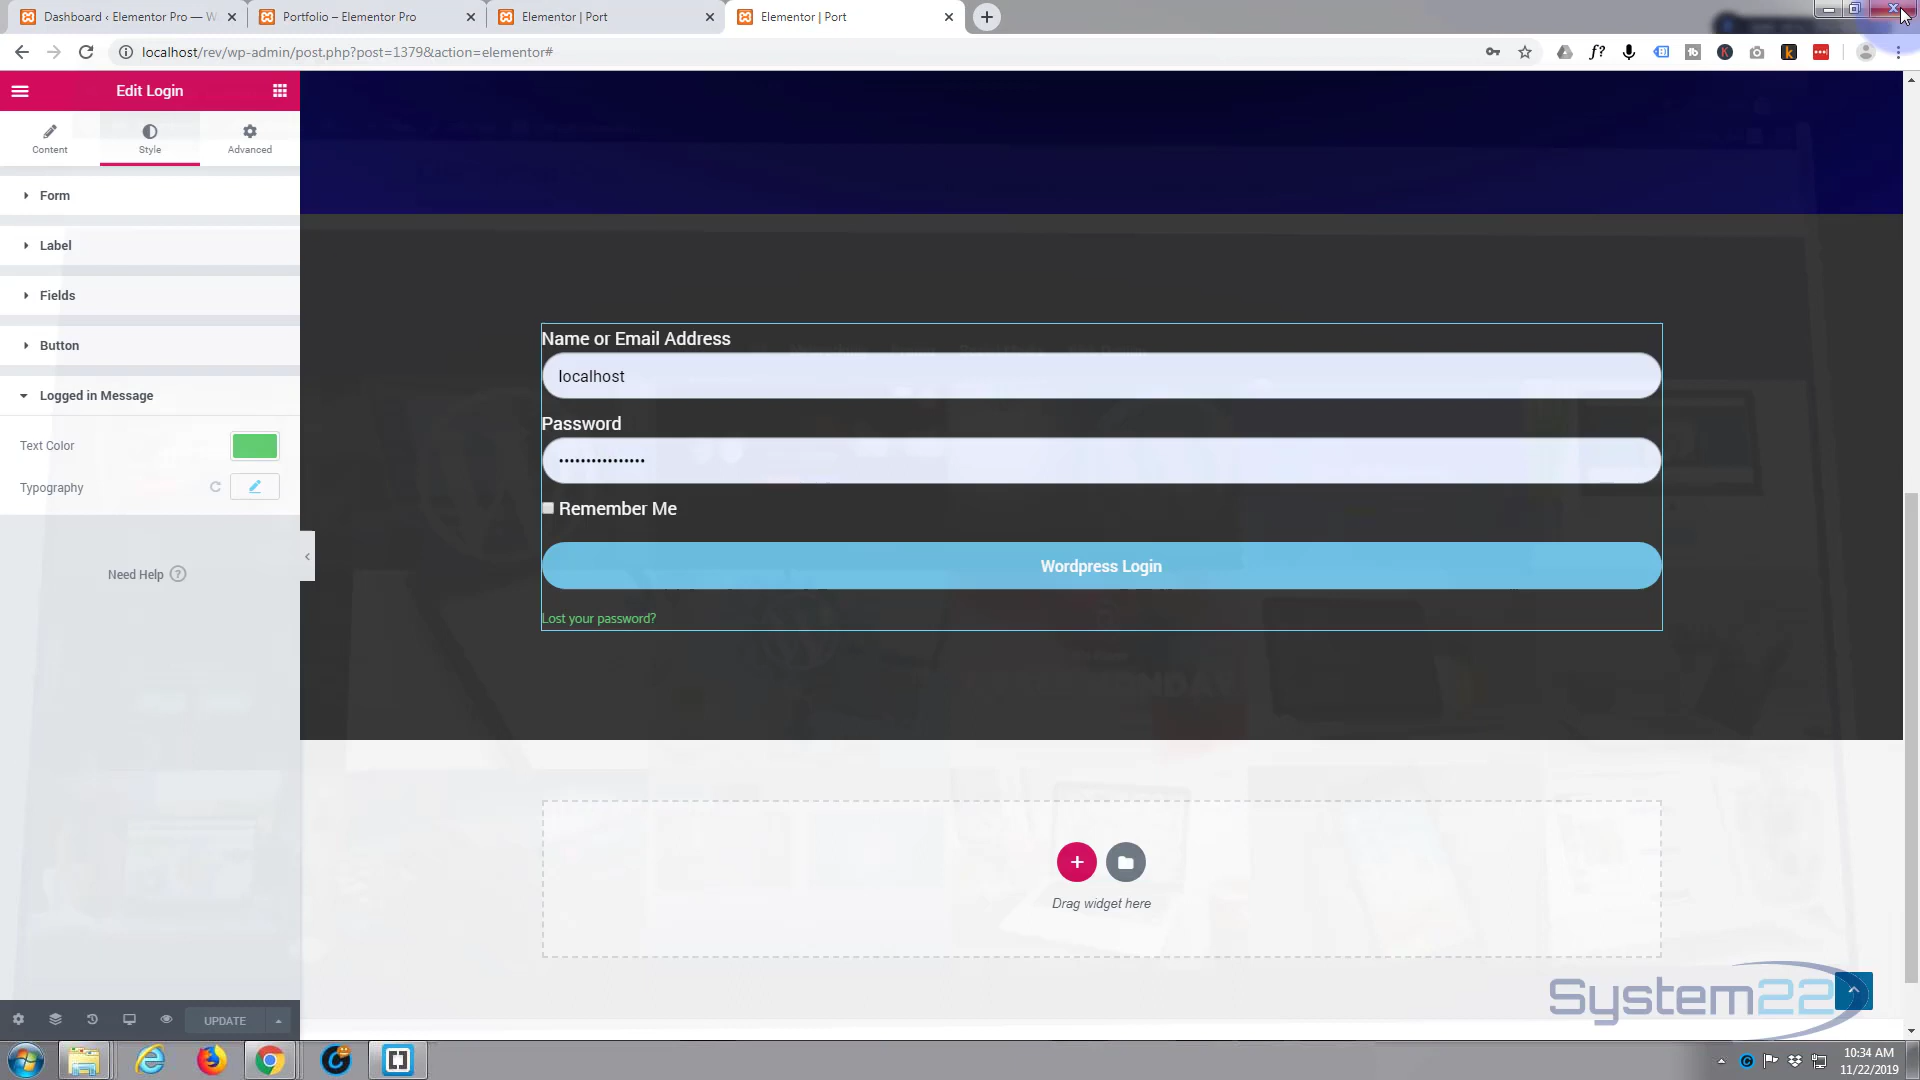 Dashboard ‹ Elementor Pro — W
Portfolio – Elementor Pro
Elementor | Port
Elementor | Port
localhost/rev/wp-admin/post.php?post=1379&action=elementor#
Edit Login
Content
Style
Advanced
Form
Label
Fields
Button
Logged in Message
Text Color
Typography
Need Help
Name or Email Address
localhost
Password
••••••••••••••••
Remember Me
Wordpress Login
Lost your password?
Drag widget here
System22
UPDATE
10:34 AM
11/22/2019